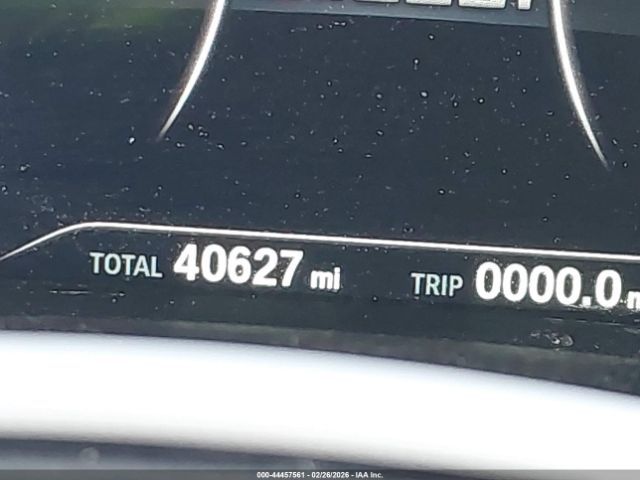 TOTAL 40627 mi TRIP 0000.0
000-44457561 - 02/26/2026 - IAA Inc.